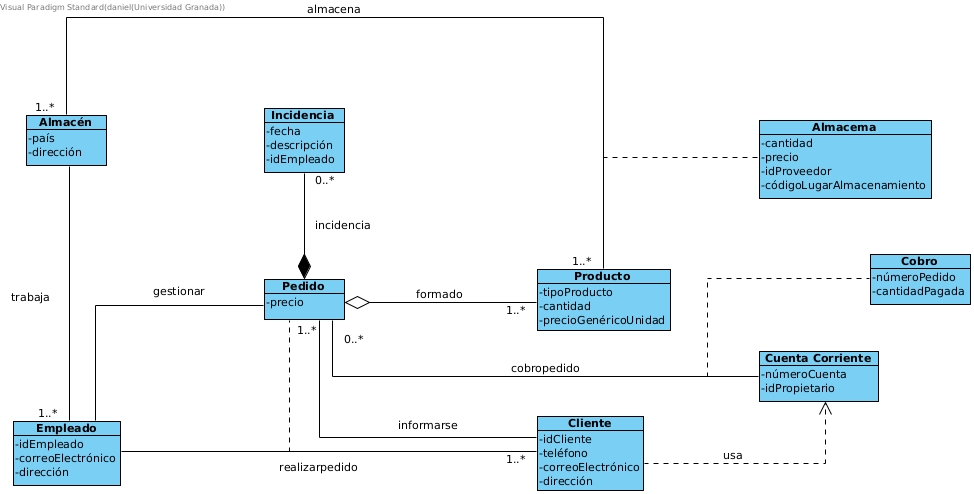 Visual Paradigm Standard(daniel(Universidad Granada))
almacena
1..*
Almacén
-país
-dirección
Incidencia
-fecha
-descripción
-idEmpleado
0..*
incidencia
Almacema
-cantidad
-precio
-idProveedor
-códigoLugarAlmacenamiento
trabaja
gestionar
Pedido
-precio
1..*
0..*
formado
1..*
1..*
Producto
-tipoProducto
-cantidad
-precioGenéricoUnidad
Cobro
-númeroPedido
-cantidadPagada
cobropedido
Cuenta Corriente
-númeroCuenta
-idPropietario
1..*
Empleado
-idEmpleado
-correoElectrónico
-dirección
informarse
realizarpedido
1..*
Cliente
-idCliente
-teléfono
-correoElectrónico
-dirección
usa